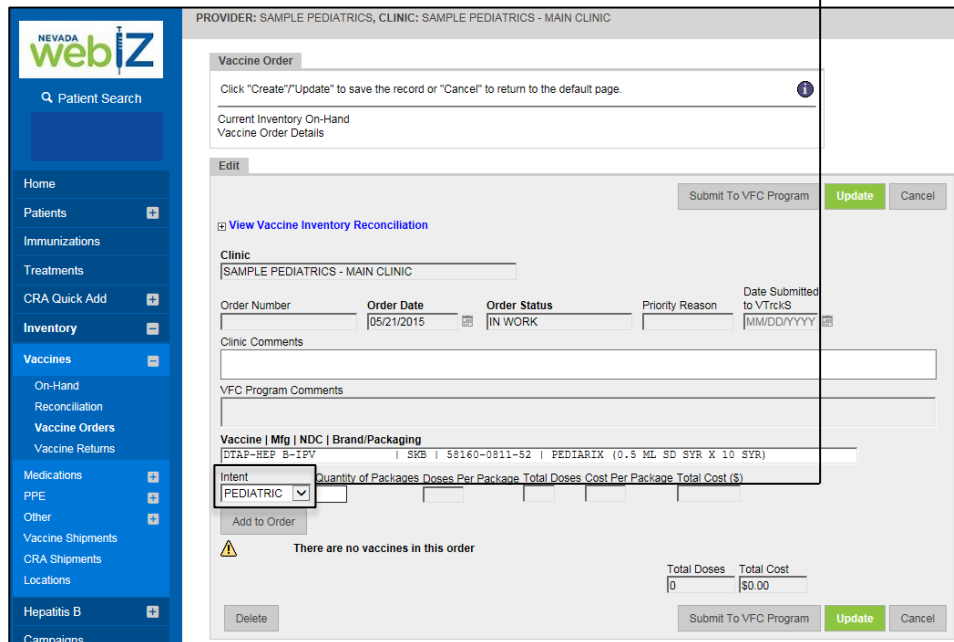 PROVIDER: SAMPLE PEDIATRICS, CLINIC: SAMPLE PEDIATRICS - MAIN CLINIC
NEVADA
webIZ
Patient Search
Home
Patients
Immunizations
Treatments
CRA Quick Add
Inventory
Vaccines
On-Hand
Reconciliation
Vaccine Orders
Vaccine Returns
Medications
PPE
Other
Vaccine Shipments
CRA Shipments
Locations
Hepatitis B
Campaigns
Vaccine Order
Click "Create"/"Update" to save the record or "Cancel" to return to the default page.
Current Inventory On-Hand
Vaccine Order Details
Edit
Submit To VFC Program Update Cancel
View Vaccine Inventory Reconciliation
Clinic
SAMPLE PEDIATRICS - MAIN CLINIC
Order Number Order Date Order Status Priority Reason Date Submitted to VTrckS
05/21/2015 IN WORK MM/DD/YYYY
Clinic Comments
VFC Program Comments
Vaccine | Mfg | NDC | Brand/Packaging
DTAP-HEP B-IPV | SKB | 58160-0811-52 | PEDIARIX (0.5 ML SD SYR X 10 SYR)
Intent Quantity of Packages Doses Per Package Total Doses Cost Per Package Total Cost ($)
PEDIATRIC
Add to Order
There are no vaccines in this order
Total Doses Total Cost
0 $0.00
Delete Submit To VFC Program Update Cancel